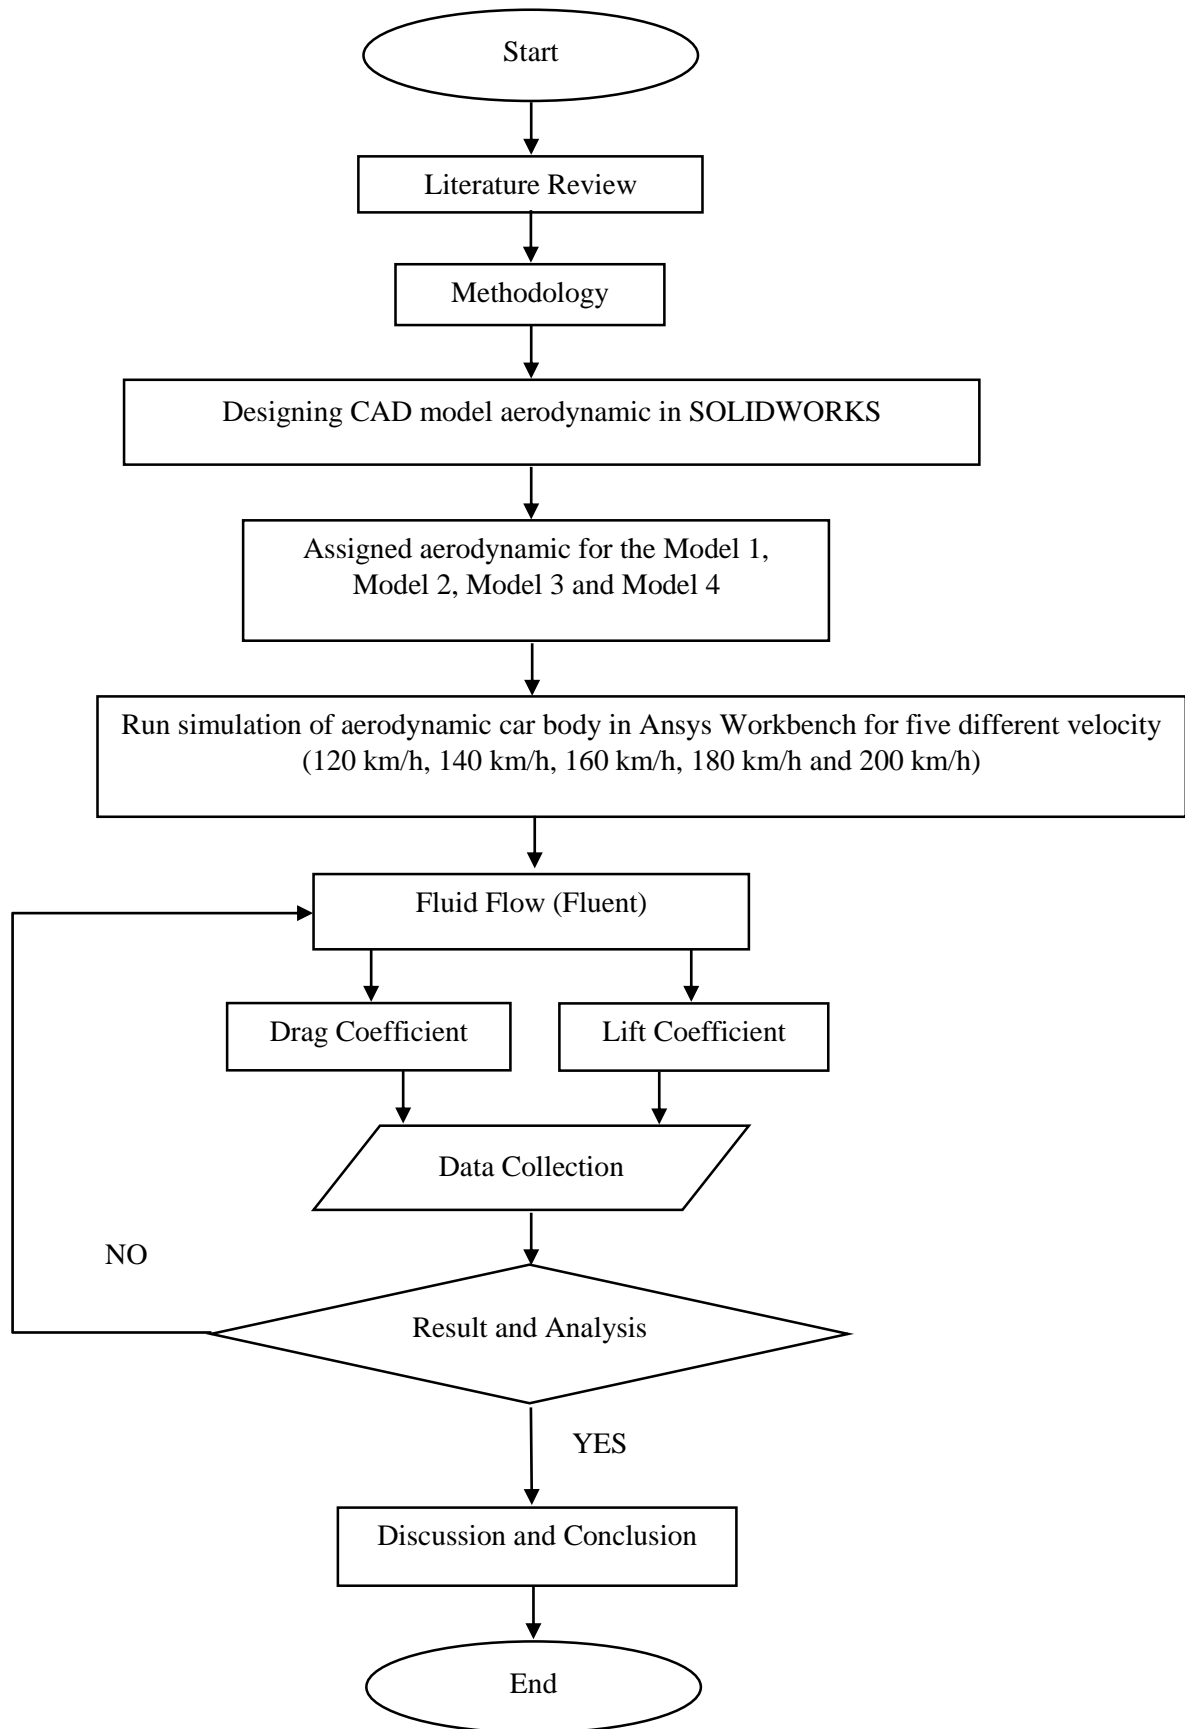 Start
Literature Review
Methodology
Designing CAD model aerodynamic in SOLIDWORKS
Assigned aerodynamic for the Model 1,
Model 2, Model 3 and Model 4
Run simulation of aerodynamic car body in Ansys Workbench for five different velocity
(120 km/h, 140 km/h, 160 km/h, 180 km/h and 200 km/h)
Fluid Flow (Fluent)
Drag Coefficient
Lift Coefficient
Data Collection
NO
Result and Analysis
YES
Discussion and Conclusion
End